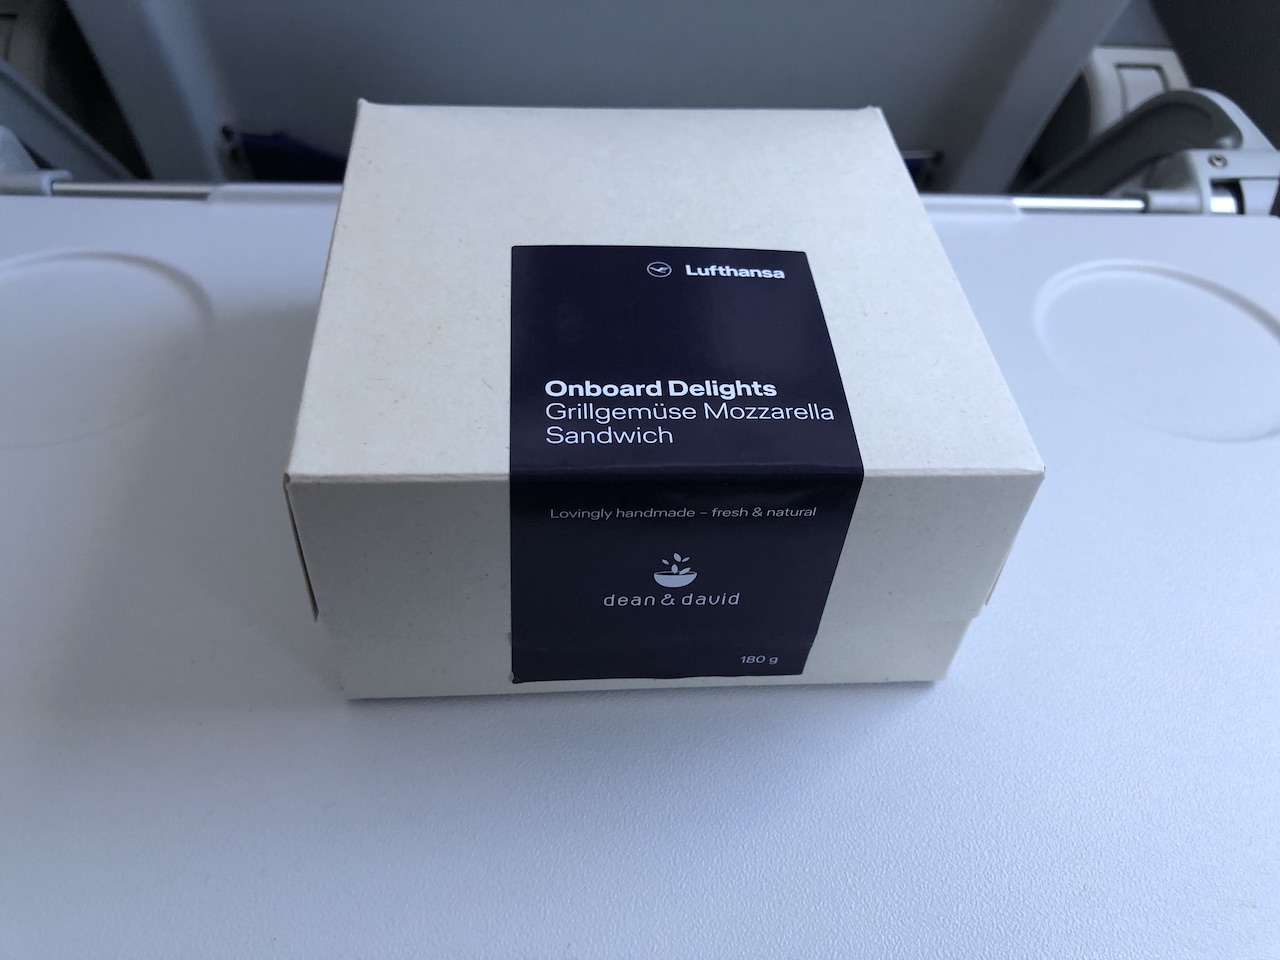 Lufthansa
Onboard Delights
Grillgemüse Mozzarella
Sandwich
Lovingly handmade – fresh & natural
dean & david
180 g